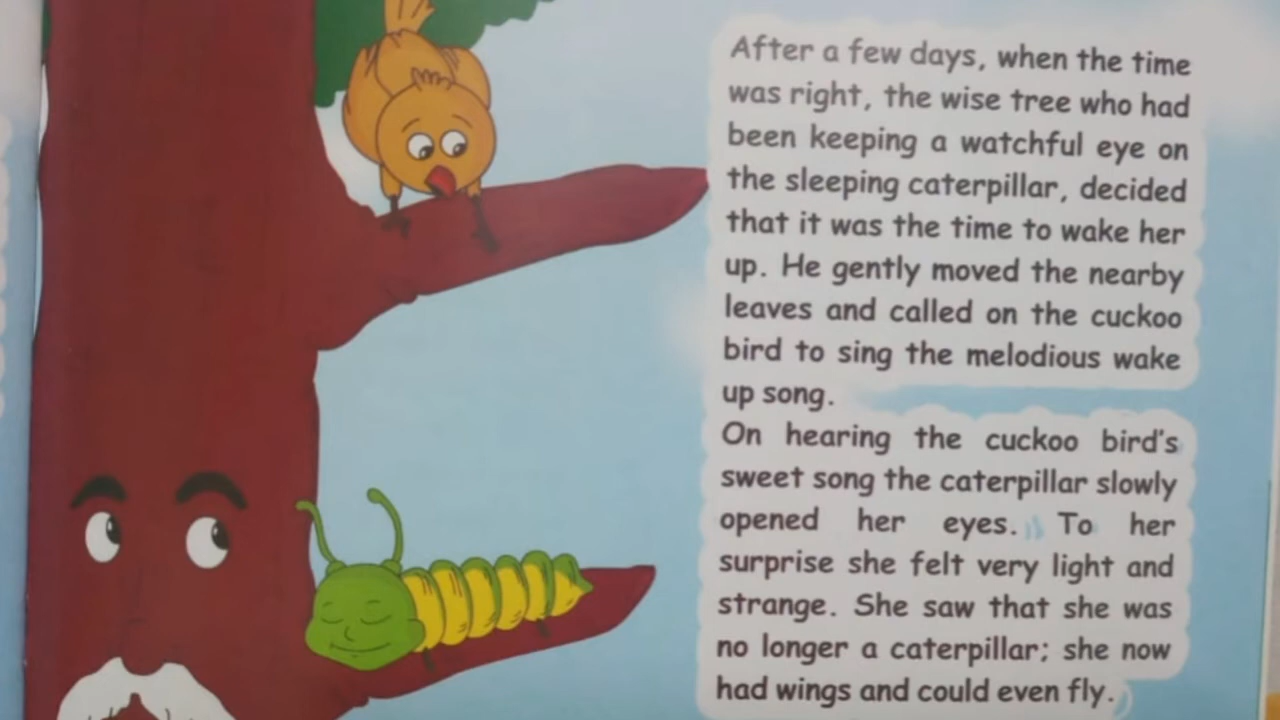 After a few days, when the time
was right, the wise tree who had
been keeping a watchful eye on
the sleeping caterpillar, decided
that it was the time to wake her
up. He gently moved the nearby
leaves and called on the cuckoo
bird to sing the melodious wake
up song.
On hearing the cuckoo bird's
sweet song the caterpillar slowly
opened her eyes. To her
surprise she felt very light and
strange. She saw that she was
no longer a caterpillar; she now
had wings and could even fly.